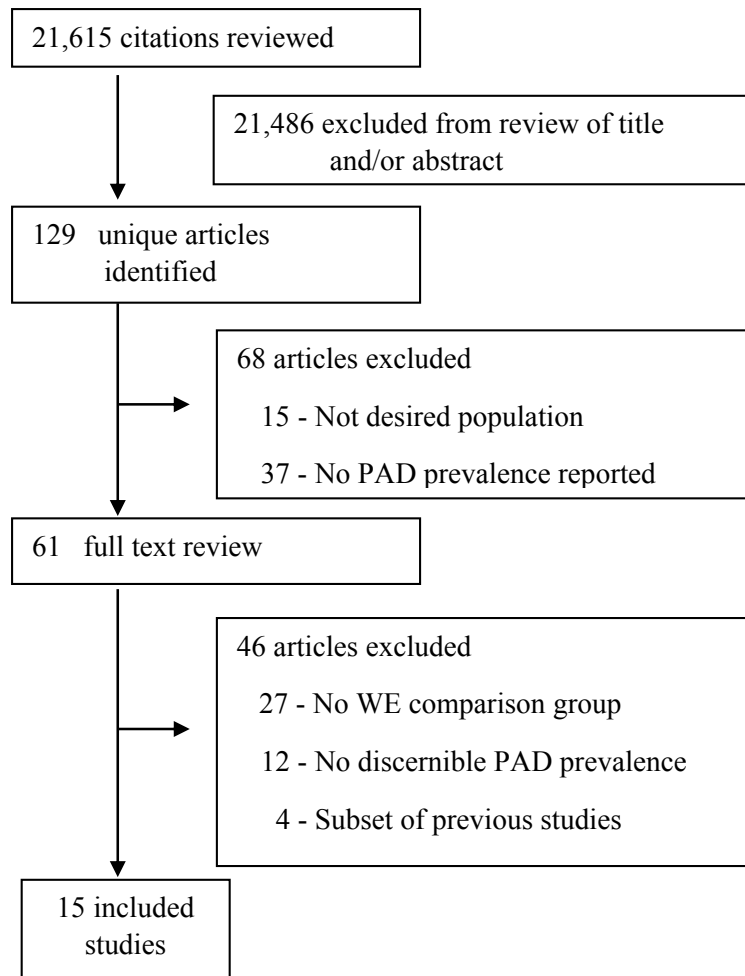 21,615 citations reviewed
21,486 excluded from review of title
and/or abstract
129 unique articles
identified
68 articles excluded
15 - Not desired population
37 - No PAD prevalence reported
61 full text review
46 articles excluded
27 - No WE comparison group
12 - No discernible PAD prevalence
4 - Subset of previous studies
15 included
studies